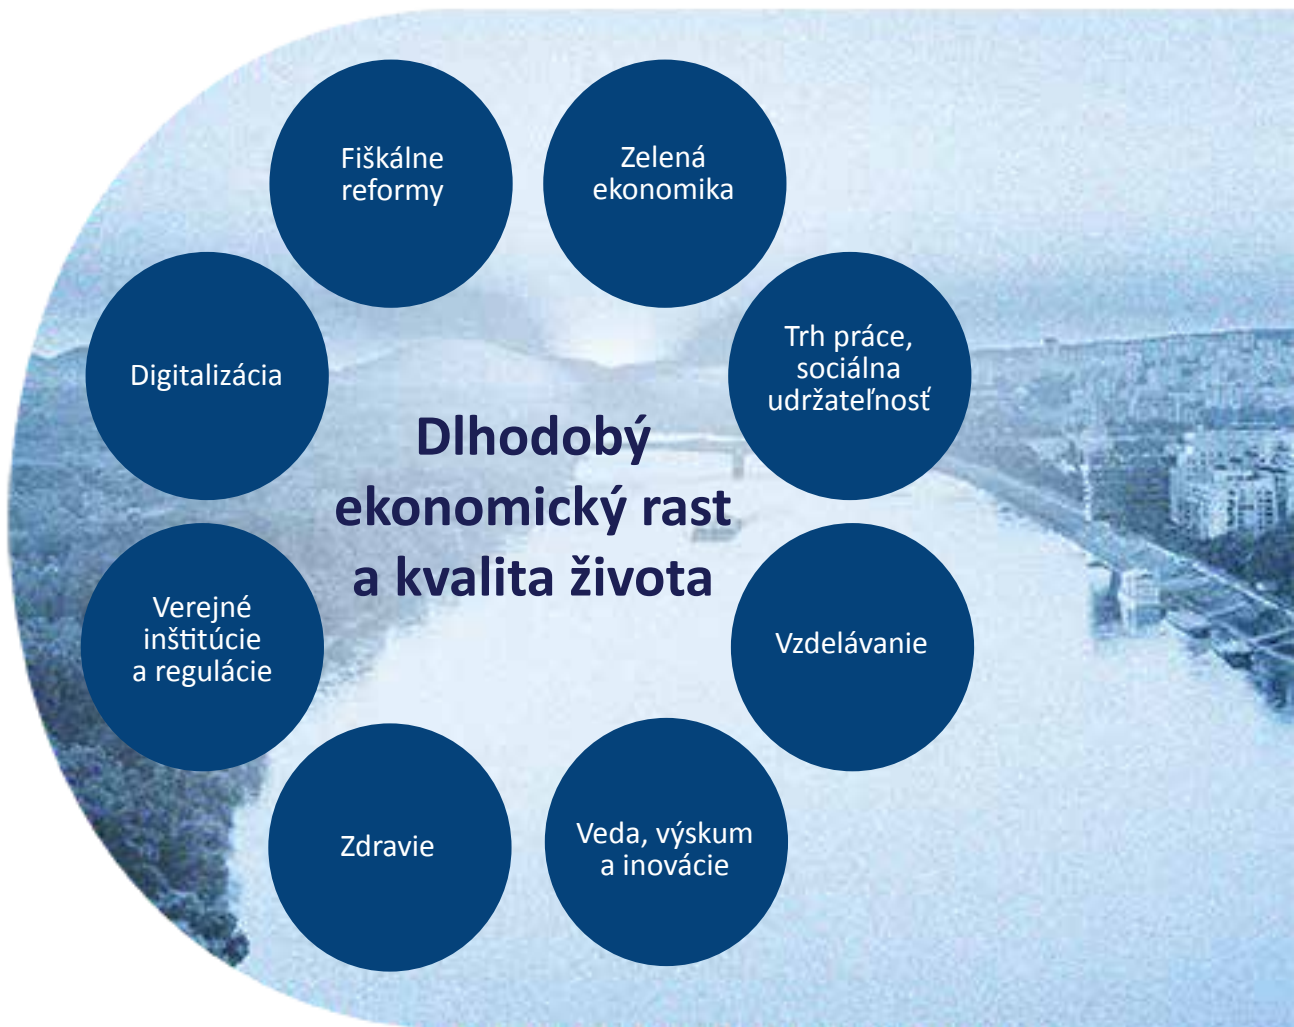 Fiškálne
reformy
Zelená
ekonomika
Trh práce,
sociálna
udržateľnosť
Digitalizácia
Dlhodobý
ekonomický rast
a kvalita života
Verejné
inštitúcie
a regulácie
Vzdelávanie
Zdravie
Veda, výskum
a inovácie